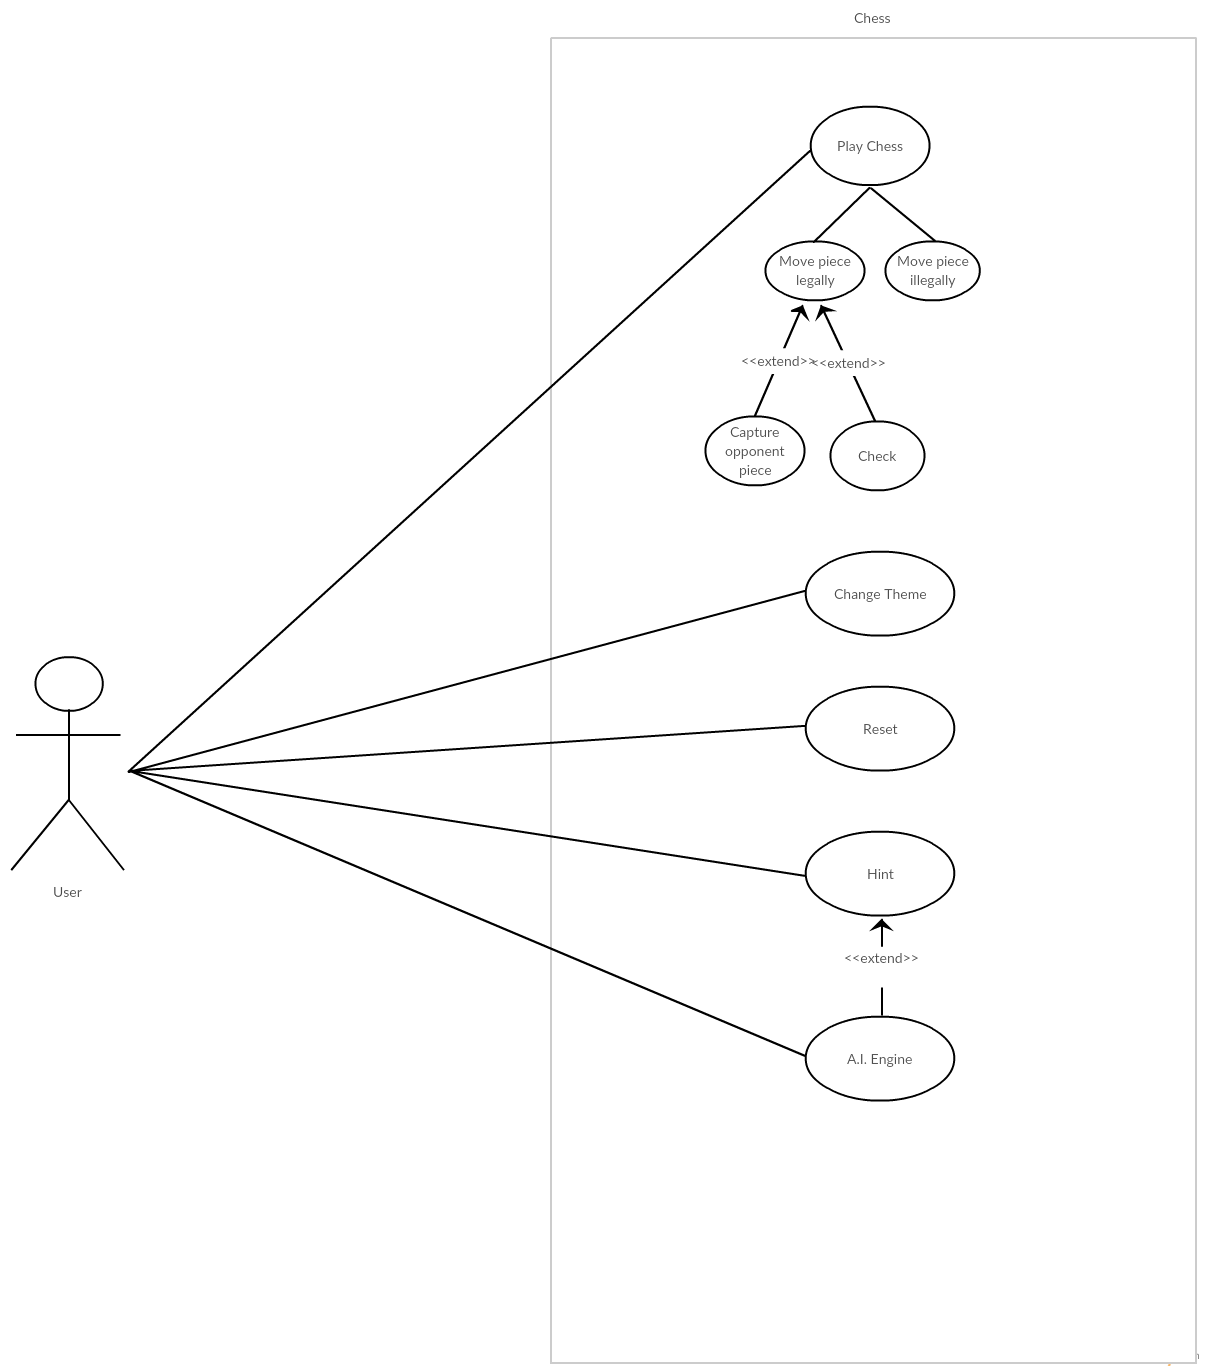 Chess
Play Chess
Move piece
legally
Move piece
illegally
<<extend>>
<<extend>>
Capture
opponent
piece
Check
Change Theme
Reset
Hint
<<extend>>
A.I. Engine
User